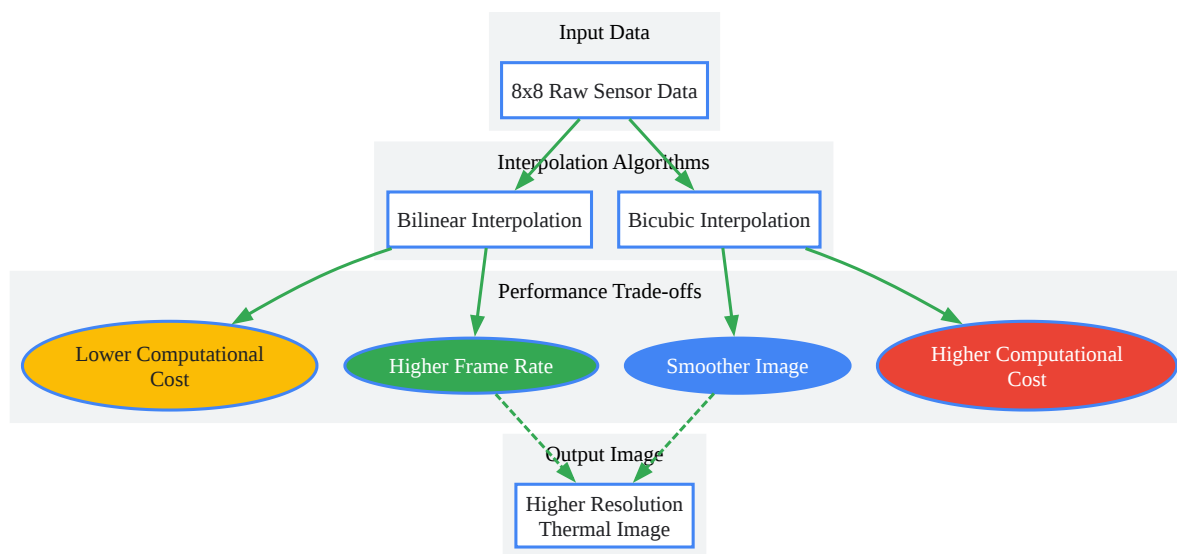 Input Data
8x8 Raw Sensor Data
Interpolation Algorithms
Bilinear Interpolation
Bicubic Interpolation
Performance Trade-offs
Lower Computational
Cost
Higher Frame Rate
Smoother Image
Higher Computational
Cost
Output Image
Higher Resolution
Thermal Image